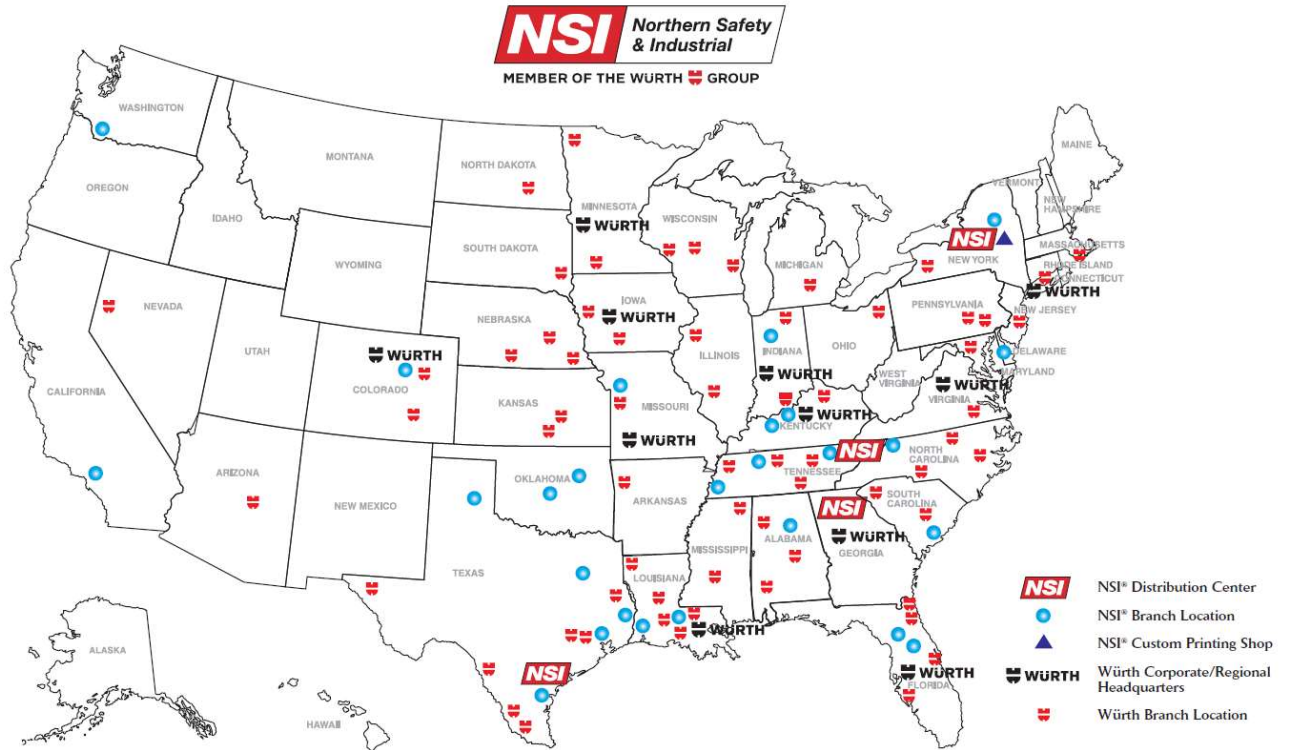 NSI Northern Safety
& Industrial
MEMBER OF THE WÜRTH GROUP
WASHINGTON
MAINE
MONTANA
NORTH DAKOTA
VERMONT
OREGON
MINNESOTA
NEW
HAMPSHIRE
IDAHO
WISCONSIN
WÜRTH
SOUTH DAKOTA
NSI
MASSACHUSETTS
WYOMING
MICHIGAN
NEW YORK
RHODE ISLAND
CONNECTICUT
WÜRTH
NEVADA
IOWA
PENNSYLVANIA
NEW JERSEY
NEBRASKA
WÜRTH
UTAH
WÜRTH
ILLINOIS
INDIANA
OHIO
DELAWARE
MARYLAND
WEST
VIRGINIA
CALIFORNIA
COLORADO
WÜRTH
WÜRTH
VIRGINIA
KANSAS
MISSOURI
WÜRTH
KENTUCKY
WÜRTH
NSI
NORTH
CAROLINA
ARIZONA
OKLAHOMA
TENNESSEE
NEW MEXICO
ARKANSAS
SOUTH
CAROLINA
NSI
WÜRTH
ALABAMA
GEORGIA
MISSISSIPPI
TEXAS
LOUISIANA
WÜRTH
NSI
WÜRTH
FLORIDA
ALASKA
HAWAII
NSI NSI® Distribution Center
NSI® Branch Location
NSI® Custom Printing Shop
WÜRTH Würth Corporate/Regional
Headquarters
Würth Branch Location